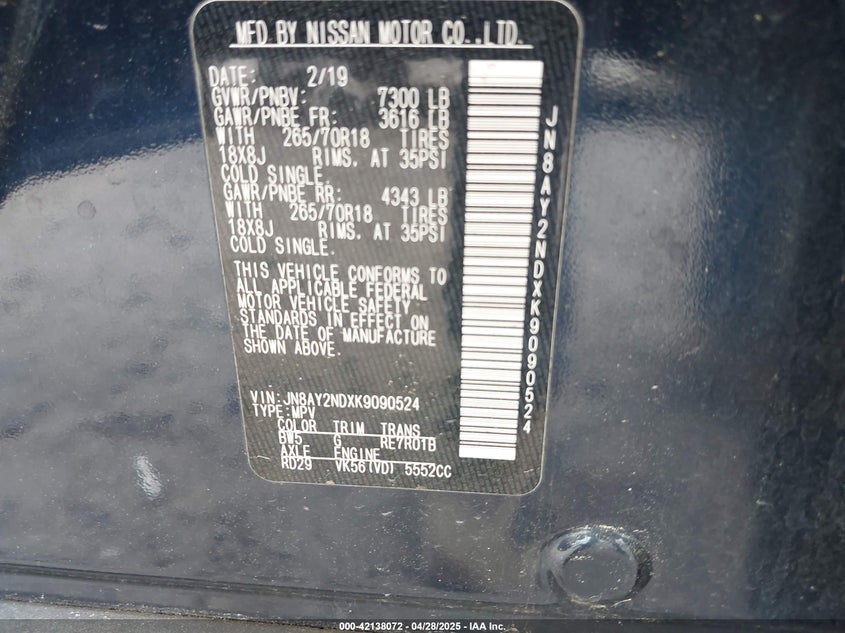 MFD BY NISSAN MOTOR CO.,LTD.
DATE: 2/19
GVWR/PNBV: 7300 LB
GAWR/PNBE FR: 3616 LB
WITH 265/70R18 TIRES
18X8J RIMS. AT 35PSI
COLD SINGLE.
GAWR/PNBE RR: 4343 LB
WITH 265/70R18 TIRES
18X8J RIMS. AT 35PSI
COLD SINGLE.
THIS VEHICLE CONFORMS TO
ALL APPLICABLE FEDERAL
MOTOR VEHICLE SAFETY
STANDARDS IN EFFECT ON
THE DATE OF MANUFACTURE
SHOWN ABOVE.
VIN:JN8AY2NDXK9090524
TYPE:MPV
COLOR TRIM TRANS
BW5 G RE7R01B
AXLE ENGINE
RD29 VK56(VD) 5552CC
JN8AY2NDXK9090524
000-42138072 - 04/28/2025 - IAA Inc.